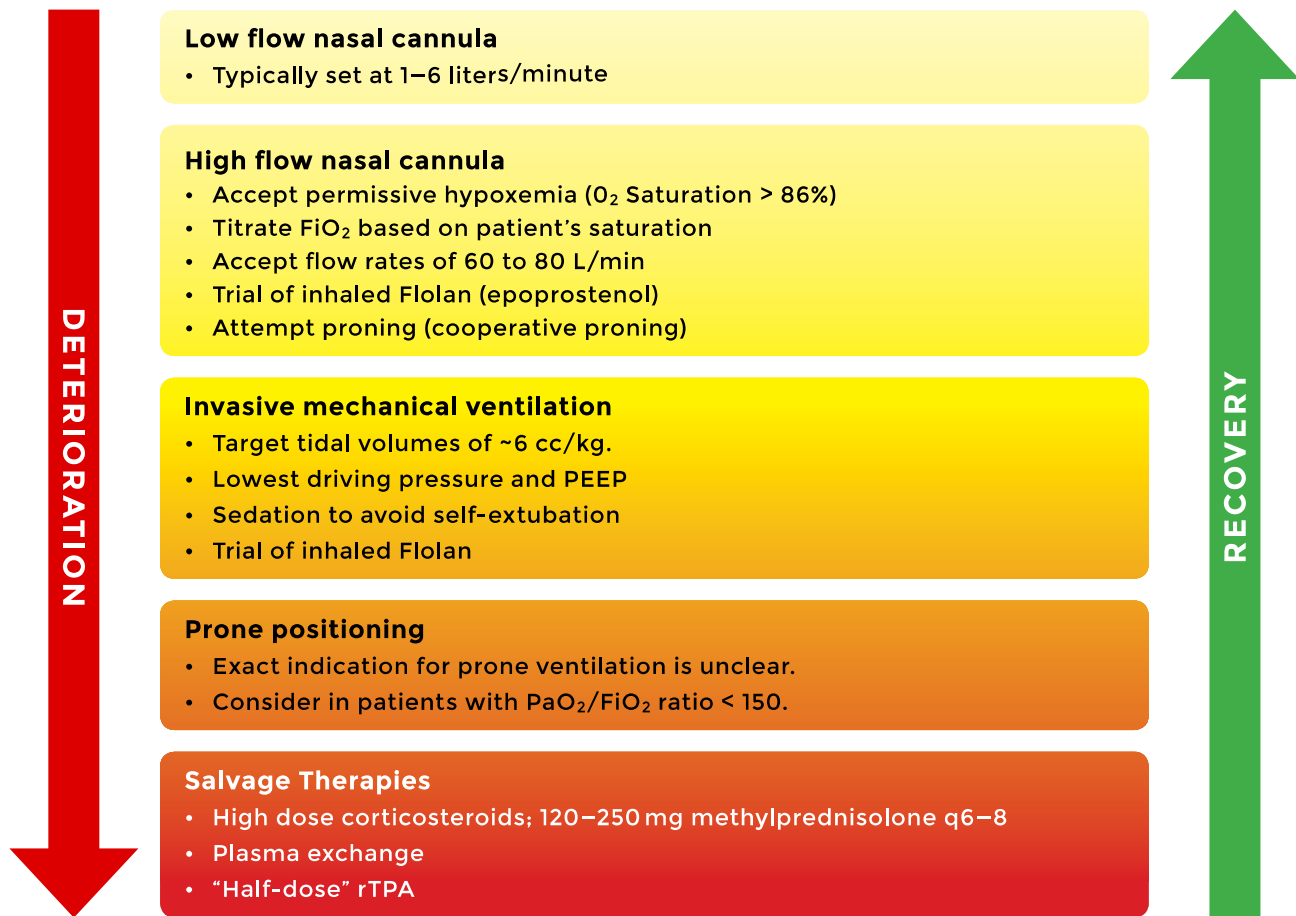 DETERIORATION
Low flow nasal cannula
• Typically set at 1–6 liters/minute
High flow nasal cannula
• Accept permissive hypoxemia (0₂ Saturation > 86%)
• Titrate FiO₂ based on patient’s saturation
• Accept flow rates of 60 to 80 L/min
• Trial of inhaled Flolan (epoprostenol)
• Attempt proning (cooperative proning)
Invasive mechanical ventilation
• Target tidal volumes of ~6 cc/kg.
• Lowest driving pressure and PEEP
• Sedation to avoid self-extubation
• Trial of inhaled Flolan
Prone positioning
• Exact indication for prone ventilation is unclear.
• Consider in patients with PaO₂/FiO₂ ratio < 150.
Salvage Therapies
• High dose corticosteroids; 120–250 mg methylprednisolone q6–8
• Plasma exchange
• “Half-dose” rTPA
RECOVERY